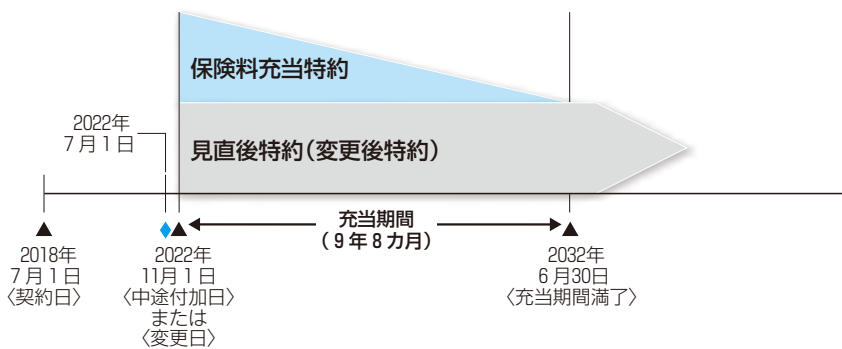 保険料充当特約
2022年
7月1日
見直後特約(変更後特約)
充当期間
(9年8カ月)
2018年
7月1日
〈契約日〉
2022年
11月1日
〈中途付加日〉
または
〈変更日〉
2032年
6月30日
〈充当期間満了〉